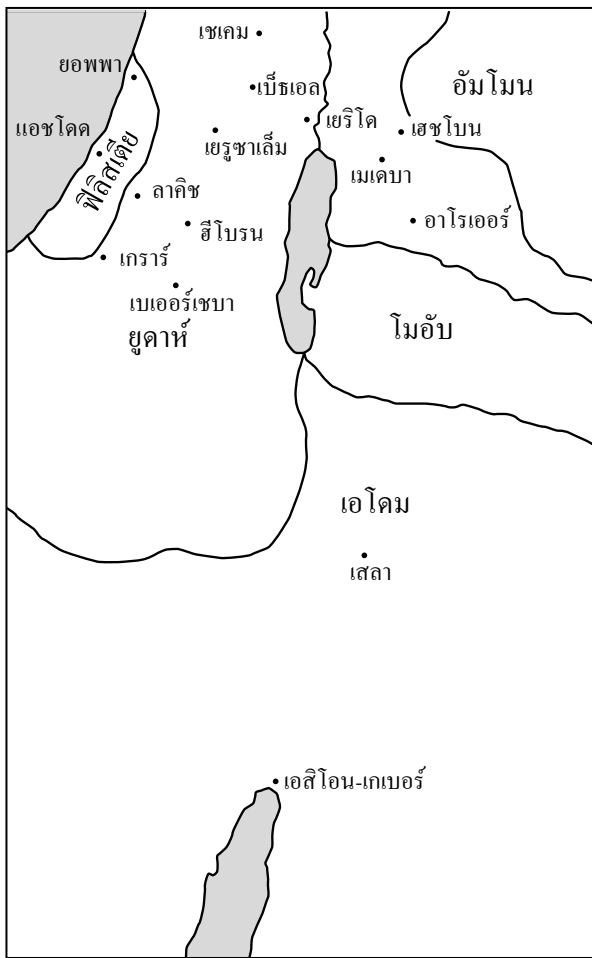 เชเคม
ยอพพา
เบ็ธเอล
อัมโมน
เยริโค
เฮชโบน
แอชโดด
เยรูซาเล็ม
เมเดบา
ฟิลิสเตีย
ลาคิช
ฮีโบรน
อาโรเออร์
เกราร์
เบเออร์เชบา
ยูดาห์
โมอับ
เอโดม
เสลา
เอสิโอน-เกเบอร์